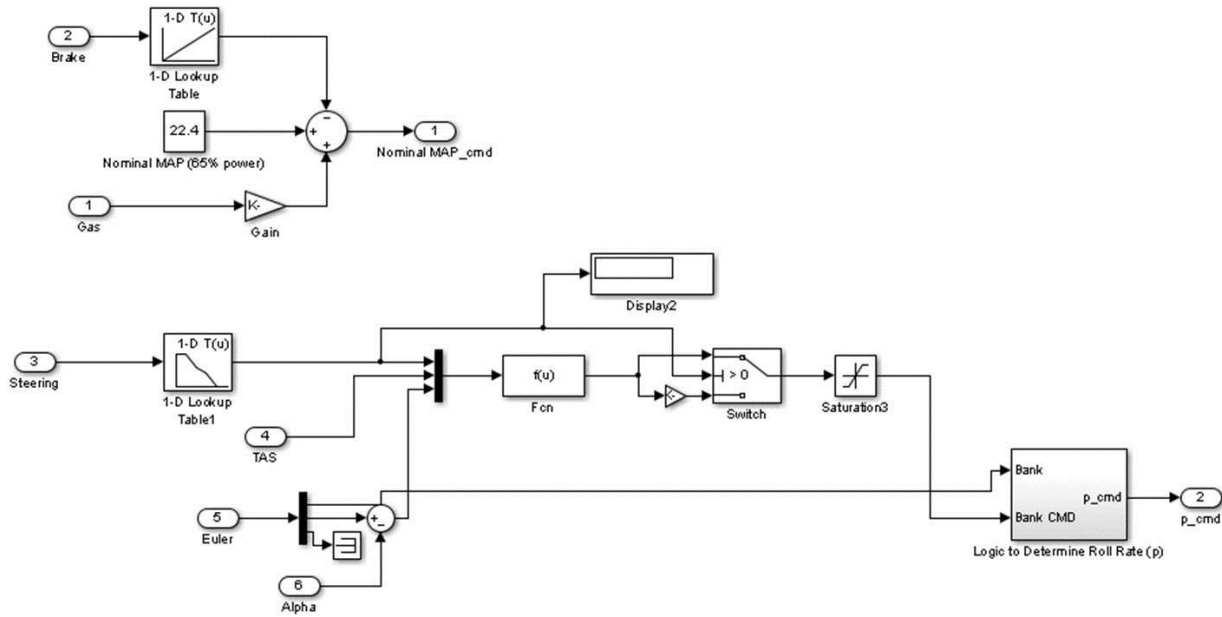 2
Brake
1-D T(u)
1-D Lookup
Table
22.4
Nominal MAP (65% power)
−
+
+
1
Nominal MAP_cmd
1
Gas
K-
Gain
Display2
3
Steering
1-D T(u)
1-D Lookup
Table1
4
TAS
f(u)
Fcn
K-
> 0
Switch
Saturation3
5
Euler
+
−
6
Alpha
Bank
p_cmd
Bank CMD
Logic to Determine Roll Rate (p)
2
p_cmd